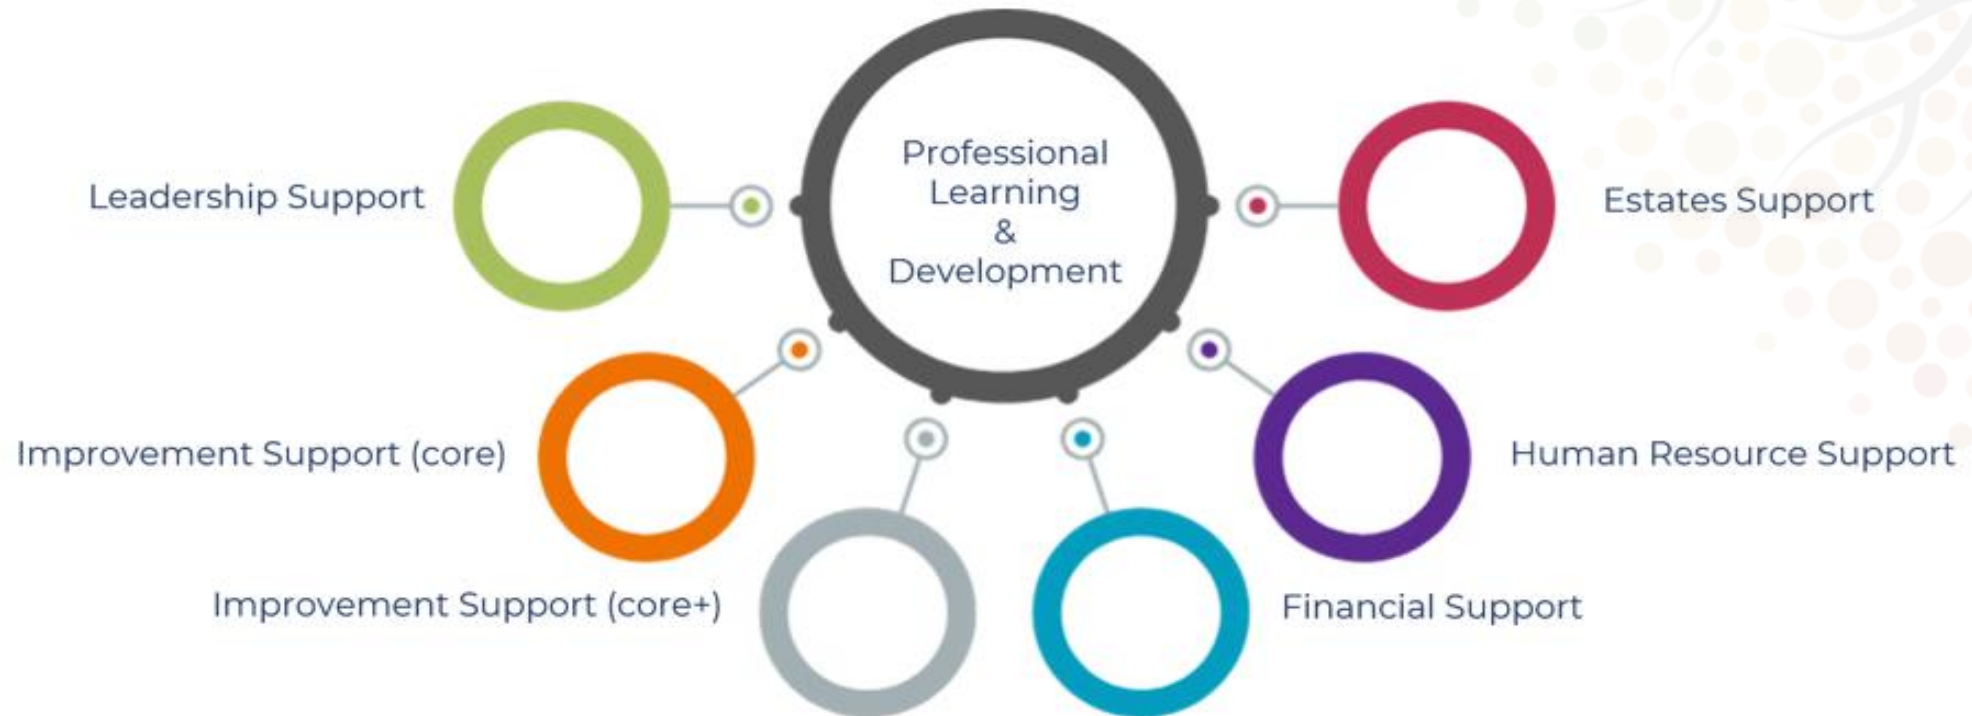 Professional
Learning
&
Development
Leadership Support
Estates Support
Improvement Support (core)
Human Resource Support
Improvement Support (core+)
Financial Support